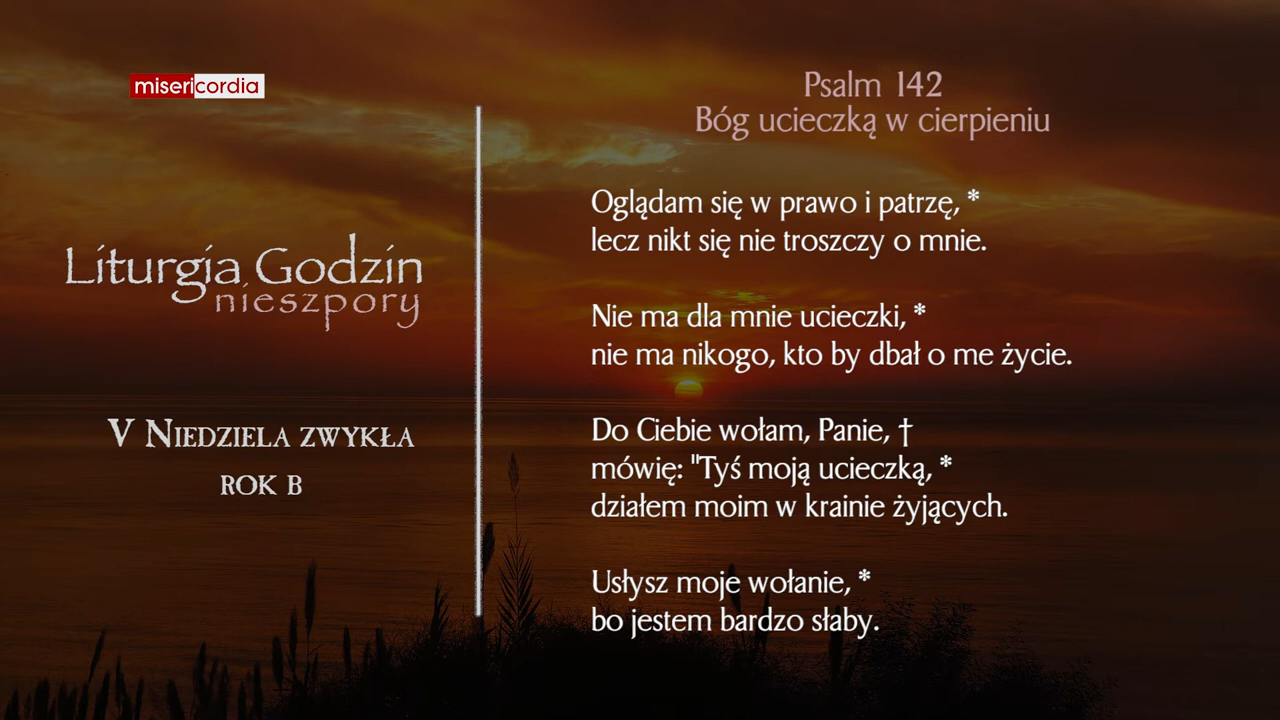 misericordia
Liturgia Godzin
nieszpory
V Niedziela zwykła
rok B
Psalm 142
Bóg ucieczką w cierpieniu
Oglądam się w prawo i patrzę, *
lecz nikt się nie troszczy o mnie.
Nie ma dla mnie ucieczki, *
nie ma nikogo, kto by dbał o me życie.
Do Ciebie wołam, Panie, †
mówię: "Tyś moją ucieczką, *
działem moim w krainie żyjących.
Usłysz moje wołanie, *
bo jestem bardzo słaby.